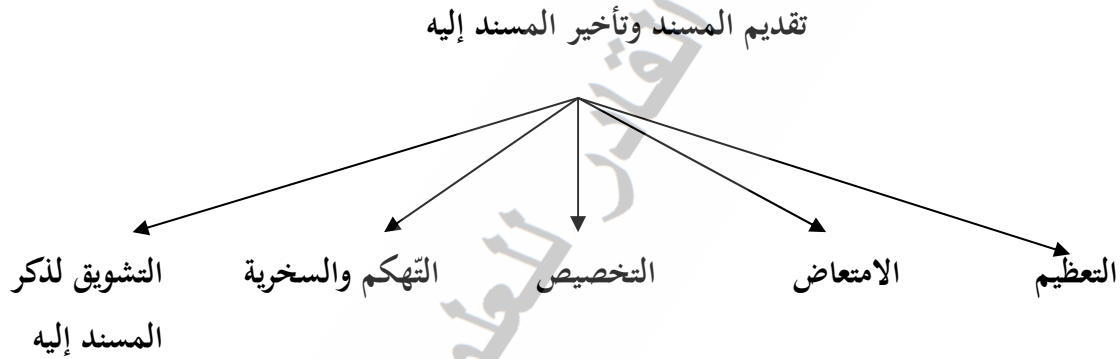 تقديم المسند وتأخير المسند إليه
التعظيم
الامتعاض
التخصيص
التّهكم والسخرية
التشويق لذكر
المسند إليه